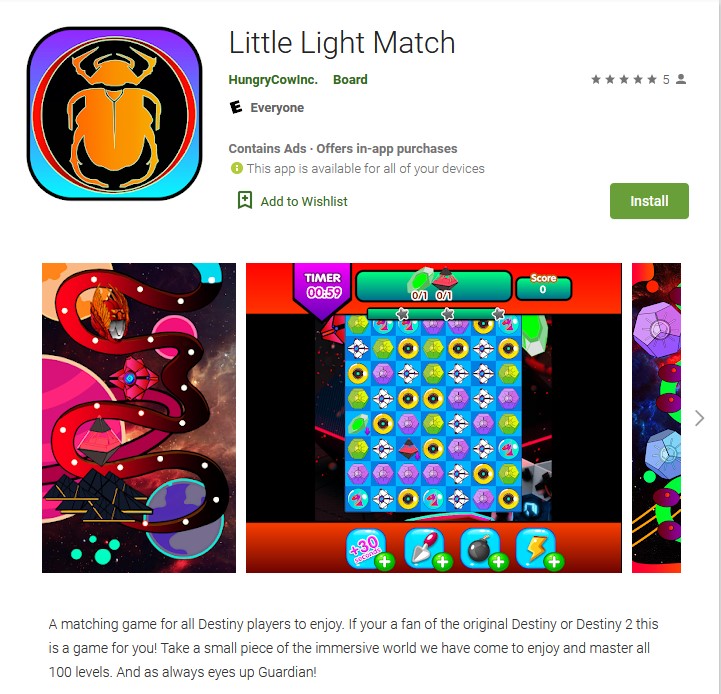 Little Light Match
HungryCowInc. Board
5
E Everyone
Contains Ads · Offers in-app purchases
This app is available for all of your devices
Add to Wishlist
Install
TIMER
00:59
0/1 0/1
Score
0
+30
SECONDS
A matching game for all Destiny players to enjoy. If your a fan of the original Destiny or Destiny 2 this
is a game for you! Take a small piece of the immersive world we have come to enjoy and master all
100 levels. And as always eyes up Guardian!